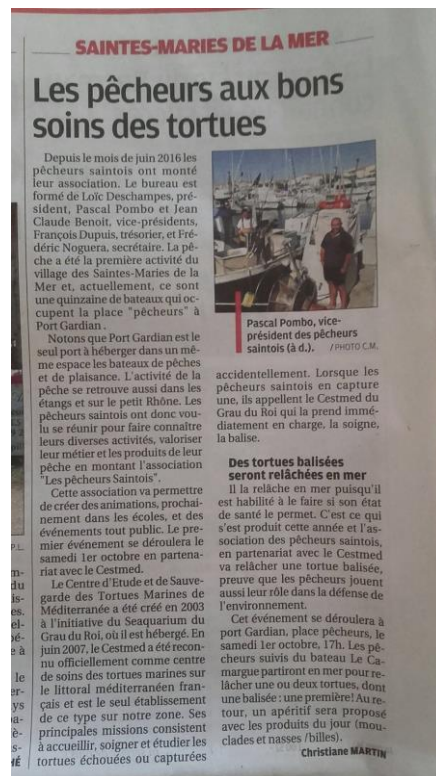 SAINTES-MARIES DE LA MER
Les pêcheurs aux bons
soins des tortues
Depuis le mois de juin 2016 les
pêcheurs saintois ont monté
leur association. Le bureau est
formé de Loïc Deschampes, pré-
sident, Pascal Pombo et Jean
Claude Benoit, vice-présidents,
François Dupuis, trésorier, et Fré-
déric Noguera, secrétaire. La pê-
che a été la première activité du
village des Saintes-Maries de la
Mer et, actuellement, ce sont
une quinzaine de bateaux qui oc-
cupent la place "pêcheurs" à
Port Gardian .
Notons que Port Gardian est le
seul port à héberger dans un mê-
me espace les bateaux de pêches
et de plaisance. L'activité de la
pêche se retrouve aussi dans les
étangs et sur le petit Rhône. Les
pêcheurs saintois ont donc vou-
lu se réunir pour faire connaître
leurs diverses activités, valoriser
leur métier et les produits de leur
pêche en montant l'association
"Les pêcheurs Saintois".
Cette association va permettre
de créer des animations, prochai-
nement dans les écoles, et des
événements tout public. Le pre-
mier événement se déroulera le
samedi 1er octobre en partena-
riat avec le Cestmed.
Le Centre d'Etude et de Sauve-
garde des Tortues Marines de
Méditerranée a été créé en 2003
à l'initiative du Seaquarium du
Grau du Roi, où il est hébergé. En
juin 2007, le Cestmed a été recon-
nu officiellement comme centre
de soins des tortues marines sur
le littoral méditerranéen fran-
çais et est le seul établissement
de ce type sur notre zone. Ses
principales missions consistent
à accueillir, soigner et étudier les
tortues échouées ou capturées
Pascal Pombo, vice-
président des pêcheurs
saintois (à d.). / PHOTO C.M.
accidentellement. Lorsque les
pêcheurs saintois en capture
une, ils appellent le Cestmed du
Grau du Roi qui la prend immé-
diatement en charge, la soigne,
la balise.
Des tortues balisées
seront relâchées en mer
Il la relâche en mer puisqu'il
est habilité à le faire si son état
de santé le permet. C'est ce qui
s'est produit cette année et l'as-
sociation des pêcheurs saintois,
en partenariat avec le Cestmed
va relâcher une tortue balisée,
preuve que les pêcheurs jouent
aussi leur rôle dans la défense de
l'environnement.
Cet événement se déroulera à
port Gardian, place pêcheurs, le
samedi 1er octobre, 17h. Les pê-
cheurs suivis du bateau Le Ca-
margue partiront en mer pour re-
lâcher une ou deux tortues, dont
une balisée : une première! Au re-
tour, un apéritif sera proposé
avec les produits du jour (mou-
clades et nasses /billes).
Christiane MARTIN